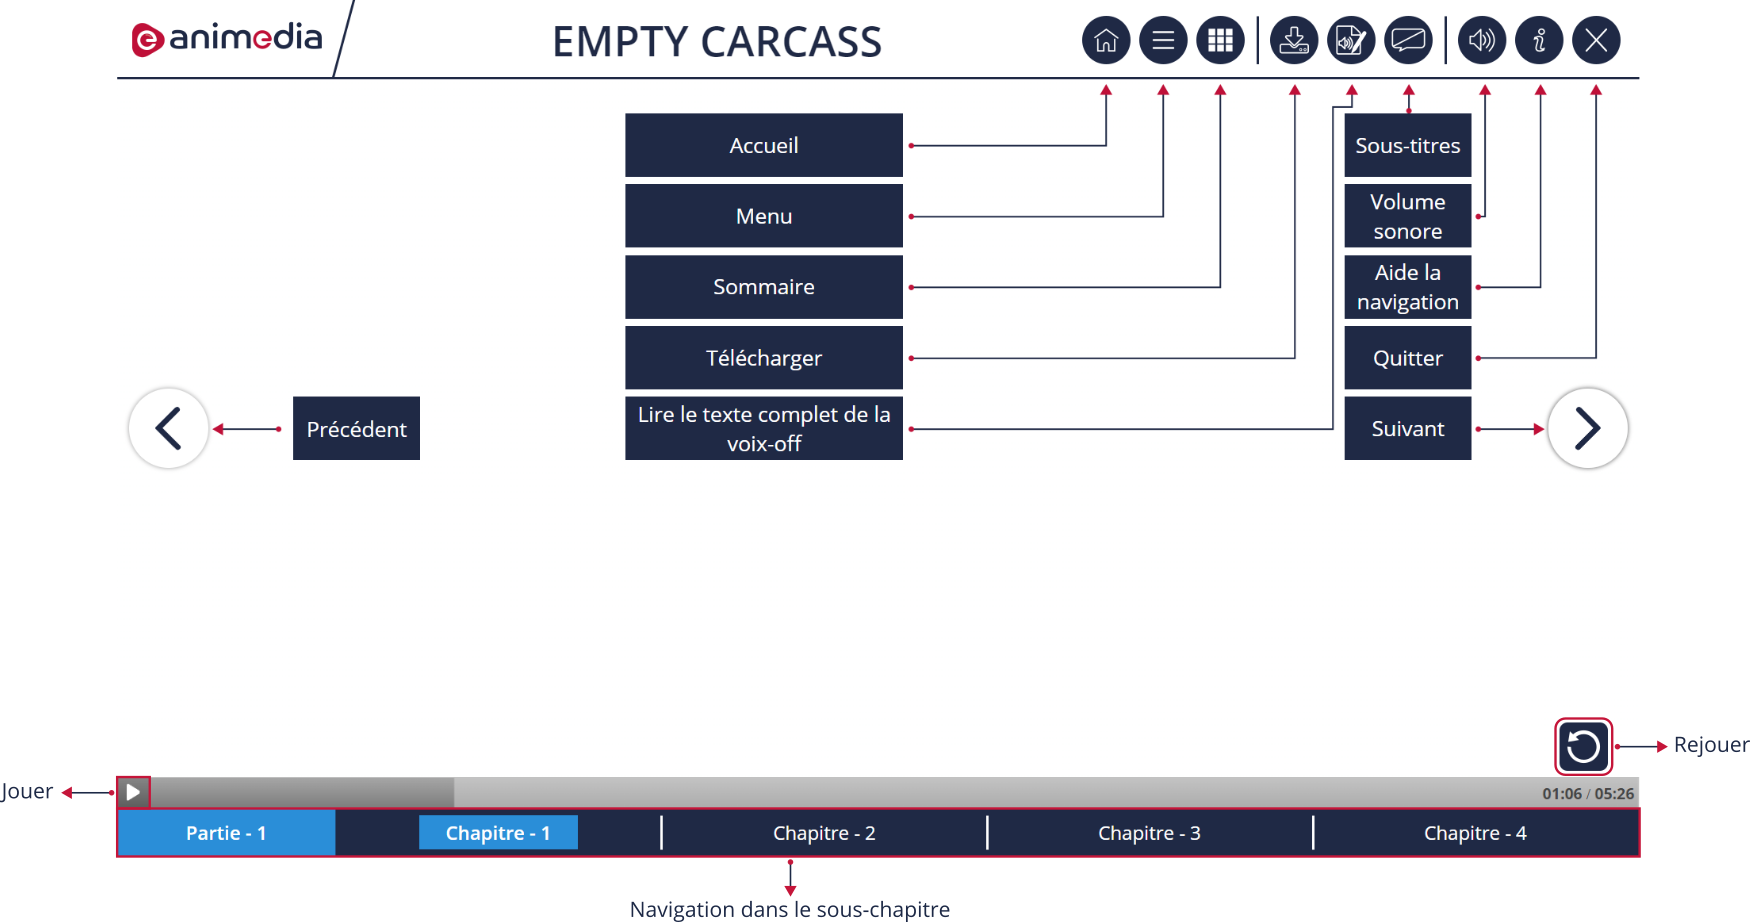 animedia
EMPTY CARCASS
Accueil
Menu
Sommaire
Télécharger
Lire le texte complet de la
voix-off
Sous-titres
Volume
sonore
Aide la
navigation
Quitter
Suivant
Précédent
Rejouer
Jouer
01:06 / 05:26
Partie - 1
Chapitre - 1
Chapitre - 2
Chapitre - 3
Chapitre - 4
Navigation dans le sous-chapitre